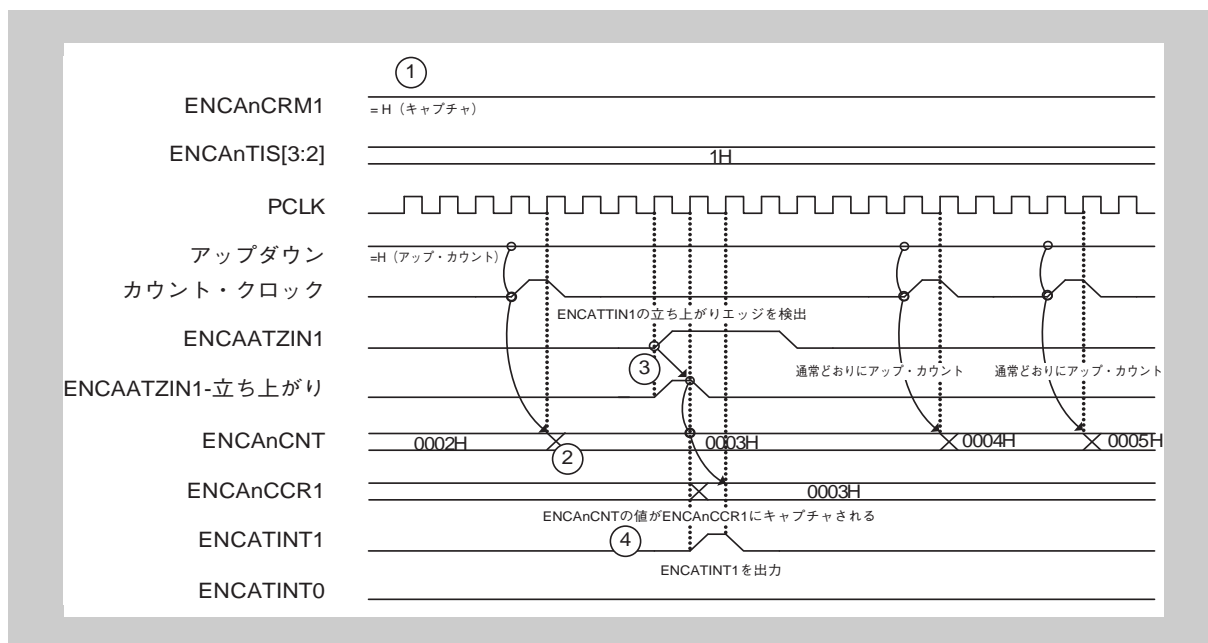 ①
ENCAnCRM1
=H（キャプチャ）
ENCAnTIS[3:2]
1H
PCLK
アップダウン
=H（アップ・カウント）
カウント・クロック
ENCATTIN1の立ち上がりエッジを検出
ENCAATZIN1
③
通常どおりにアップ・カウント
通常どおりにアップ・カウント
ENCAATZIN1-立ち上がり
ENCAnCNT
0002H
②
0003H
0004H
0005H
ENCAnCCR1
0003H
ENCAnCNTの値がENCAnCCR1にキャプチャされる
ENCATINT1
④
ENCATINT1を出力
ENCATINT0